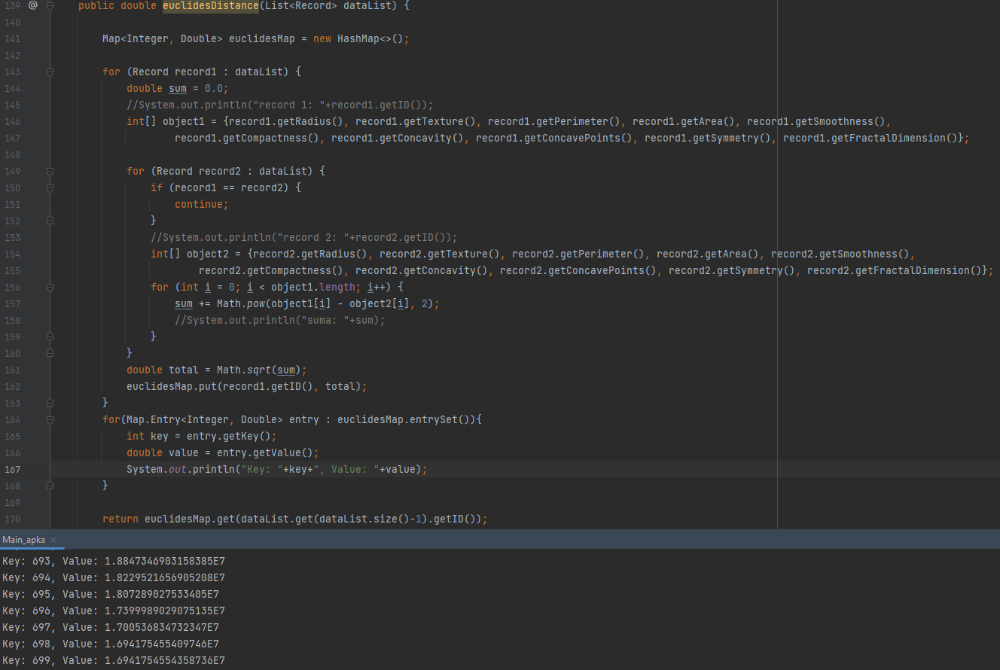 139 @ public double euclidesDistance(List<Record> dataList) {
140
141 Map<Integer, Double> euclidesMap = new HashMap<>();
142
143 for (Record record1 : dataList) {
144 double sum = 0.0;
145 //System.out.println("record 1: "+record1.getID());
146 int[] object1 = {record1.getRadius(), record1.getTexture(), record1.getPerimeter(), record1.getArea(), record1.getSmoothness(),
147 record1.getCompactness(), record1.getConcavity(), record1.getConcavePoints(), record1.getSymmetry(), record1.getFractalDimension()};
148
149 for (Record record2 : dataList) {
150 if (record1 == record2) {
151 continue;
152 }
153 //System.out.println("record 2: "+record2.getID());
154 int[] object2 = {record2.getRadius(), record2.getTexture(), record2.getPerimeter(), record2.getArea(), record2.getSmoothness(),
155 record2.getCompactness(), record2.getConcavity(), record2.getConcavePoints(), record2.getSymmetry(), record2.getFractalDimension()};
156 for (int i = 0; i < object1.length; i++) {
157 sum += Math.pow(object1[i] - object2[i], 2);
158 //System.out.println("suma: "+sum);
159 }
160 }
161 double total = Math.sqrt(sum);
162 euclidesMap.put(record1.getID(), total);
163 }
164 for(Map.Entry<Integer, Double> entry : euclidesMap.entrySet()){
165 int key = entry.getKey();
166 double value = entry.getValue();
167 System.out.println("Key: "+key+", Value: "+value);
168 }
169
170 return euclidesMap.get(dataList.get(dataList.size()-1).getID());
Main_apka ×
Key: 693, Value: 1.8847346903158385E7
Key: 694, Value: 1.8229521656905208E7
Key: 695, Value: 1.807289027533405E7
Key: 696, Value: 1.7399989029075135E7
Key: 697, Value: 1.700536834732347E7
Key: 698, Value: 1.694175455409746E7
Key: 699, Value: 1.6941754554358736E7